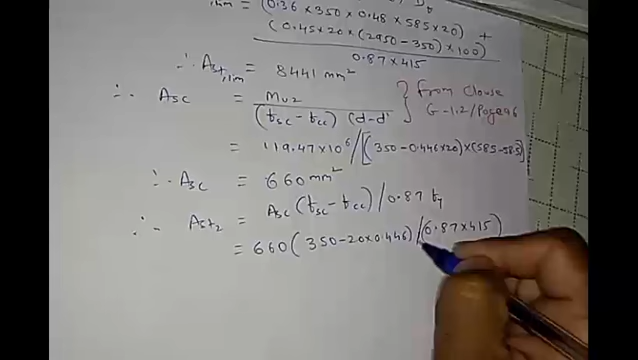 = (0.36 × 350 × 0.48 × 585 × 20) +
(0.45 × 20 × (2950 - 350) × 100)
0.87 × 415
∴ Ast,lim = 8441 mm²
∴ Asc = Mu2 / (fsc - fcc) (d - d' } From Clause G-1.2/Page 96
= 119.47 × 10⁶ / [(350 - 0.446 × 20) × (585 - 58.5)]
∴ Asc = 660 mm²
∴ Ast2 = Asc (fsc - fcc) / 0.87 fy
= 660 ( 350 - 20 × 0.446) / (0.87 × 415)